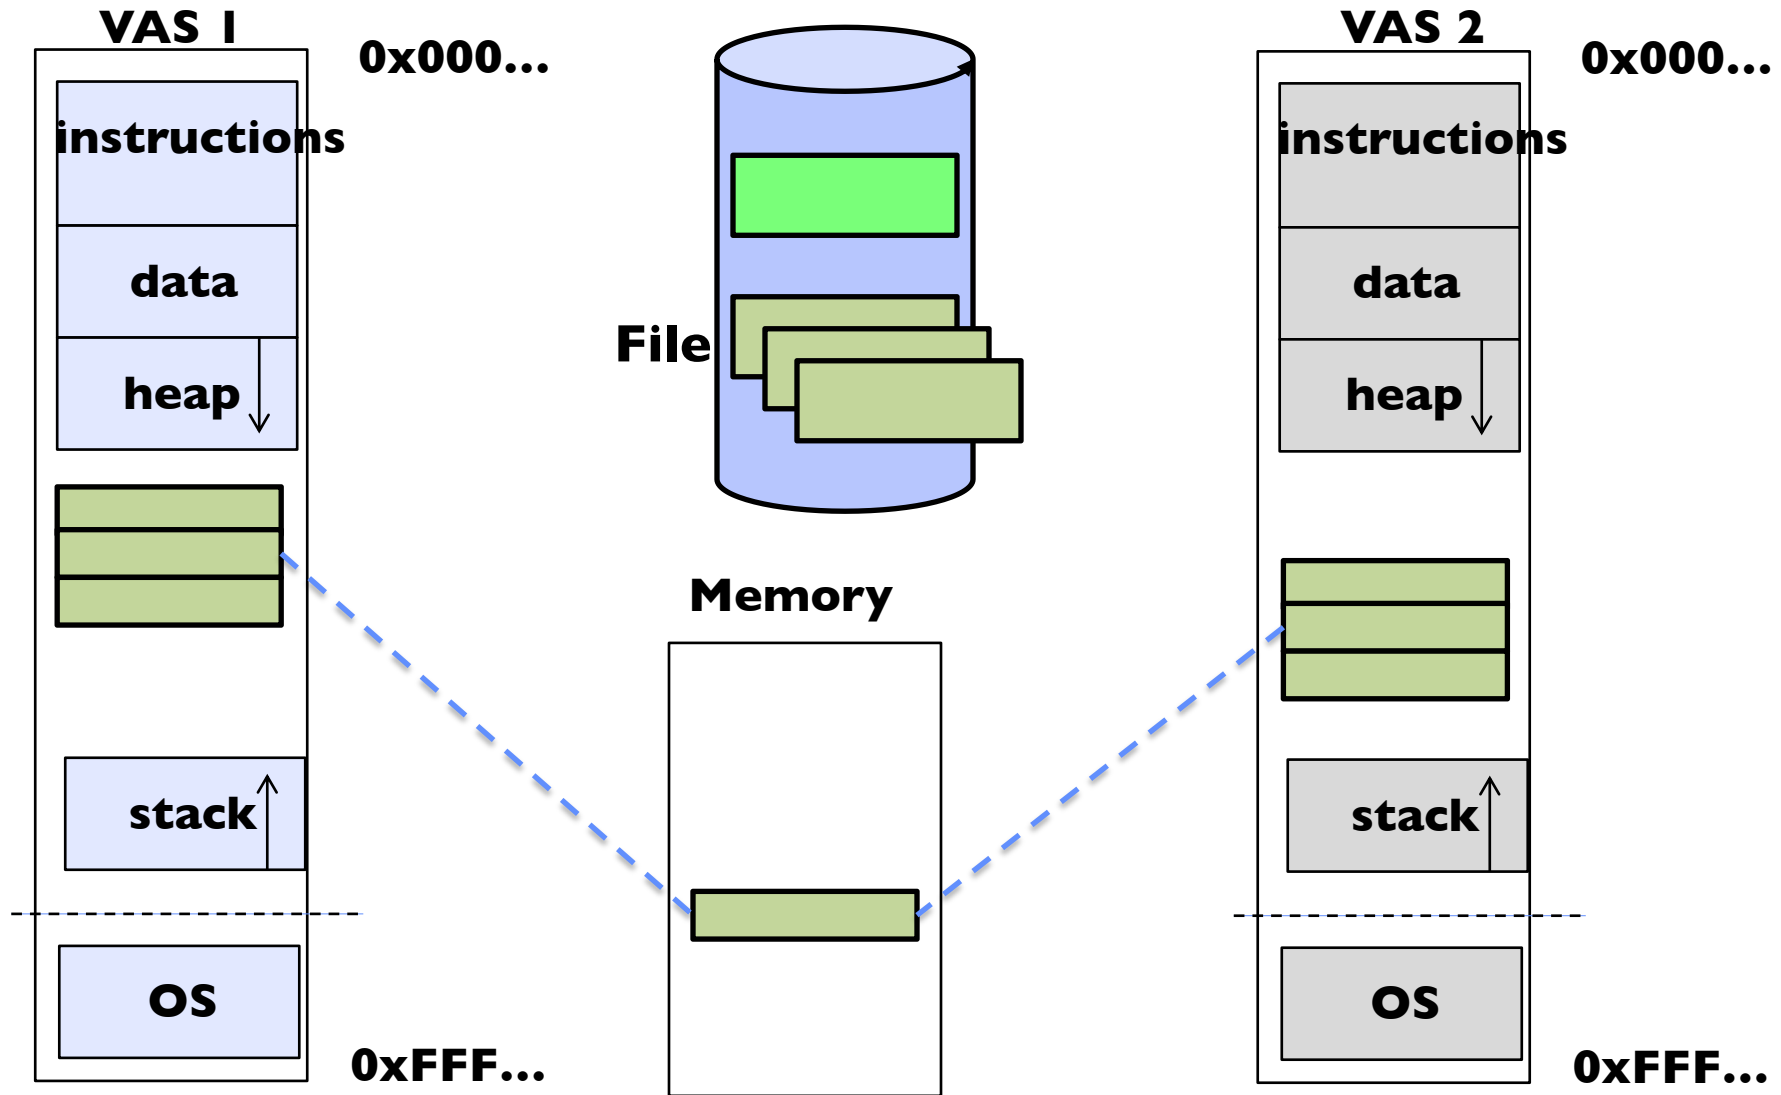 VAS 1
0x000...
instructions
data
heap
stack
OS
0xFFF...
File
Memory
VAS 2
0x000...
instructions
data
heap
stack
OS
0xFFF...